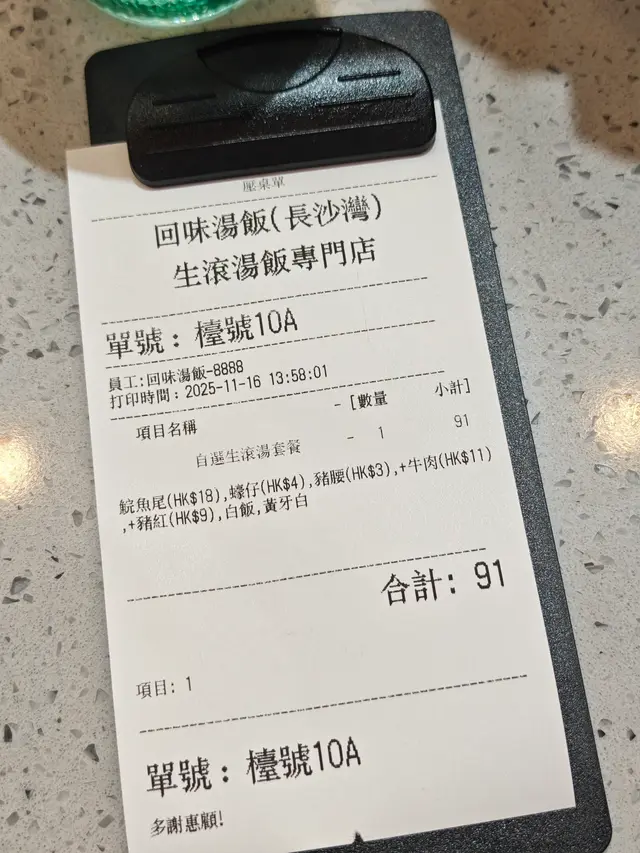 壓桌單
回味湯飯(長沙灣)
生滾湯飯專門店
單號：檯號10A
員工:回味湯飯-8888
打印時間：2025-11-16 13:58:01
項目名稱 [數量 小計]
自選生滾湯套餐 - 1 91
鯇魚尾(HK$18),蠔仔(HK$4),豬腰(HK$3),+牛肉(HK$11)
,+豬紅(HK$9),白飯,黃牙白
合計: 91
項目: 1
單號：檯號10A
多謝惠顧!